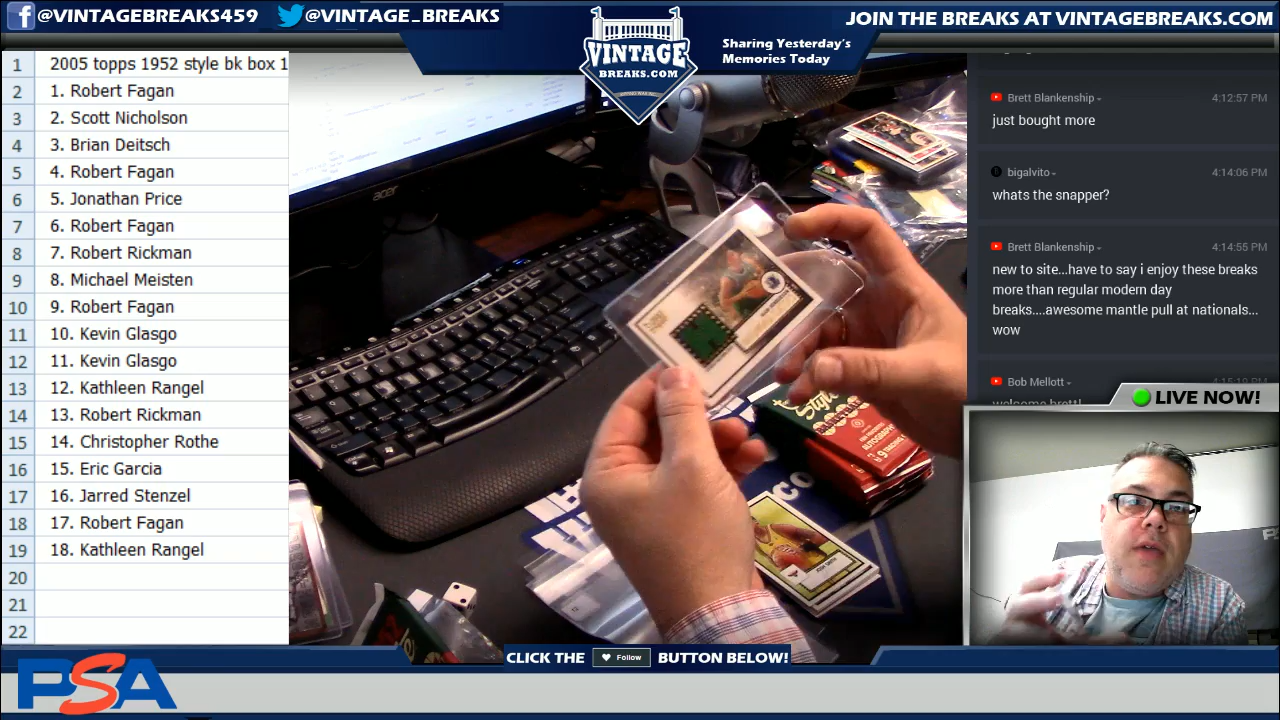 @VINTAGEBREAKS459
@VINTAGE_BREAKS
JOIN THE BREAKS AT VINTAGEBREAKS.COM
VINTAGE
BREAKS.COM
Sharing Yesterday's
Memories Today
1 2005 topps 1952 style bk box 1
2 1. Robert Fagan
3 2. Scott Nicholson
4 3. Brian Deitsch
5 4. Robert Fagan
6 5. Jonathan Price
7 6. Robert Fagan
8 7. Robert Rickman
9 8. Michael Meisten
10 9. Robert Fagan
11 10. Kevin Glasgo
12 11. Kevin Glasgo
13 12. Kathleen Rangel
14 13. Robert Rickman
15 14. Christopher Rothe
16 15. Eric Garcia
17 16. Jarred Stenzel
18 17. Robert Fagan
19 18. Kathleen Rangel
20
21
22
acer
Style
AUTOGRAPH
Brett Blankenship
4:12:57 PM
just bought more
bigalvito
4:14:06 PM
whats the snapper?
Brett Blankenship
4:14:55 PM
new to site...have to say i enjoy these breaks
more than regular modern day
breaks....awesome mantle pull at nationals...
wow
Bob Mellott
LIVE NOW!
CLICK THE
Follow
BUTTON BELOW!
PSA